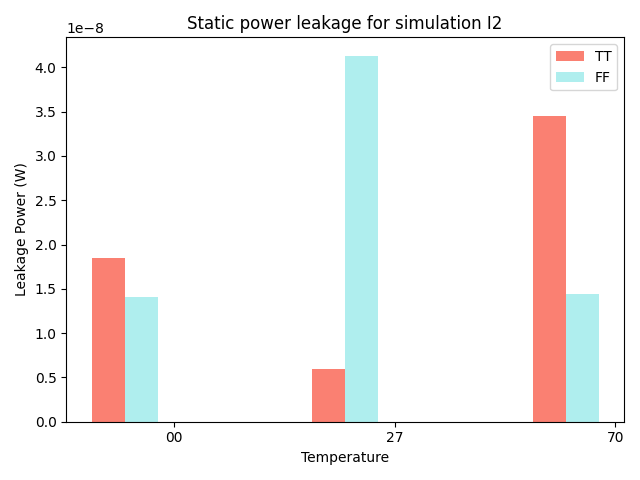 Static power leakage for simulation I2
1e−8
TT
FF
4.0
3.5
3.0
2.5
2.0
1.5
1.0
0.5
0.0
Leakage Power (W)
00 27 70
Temperature